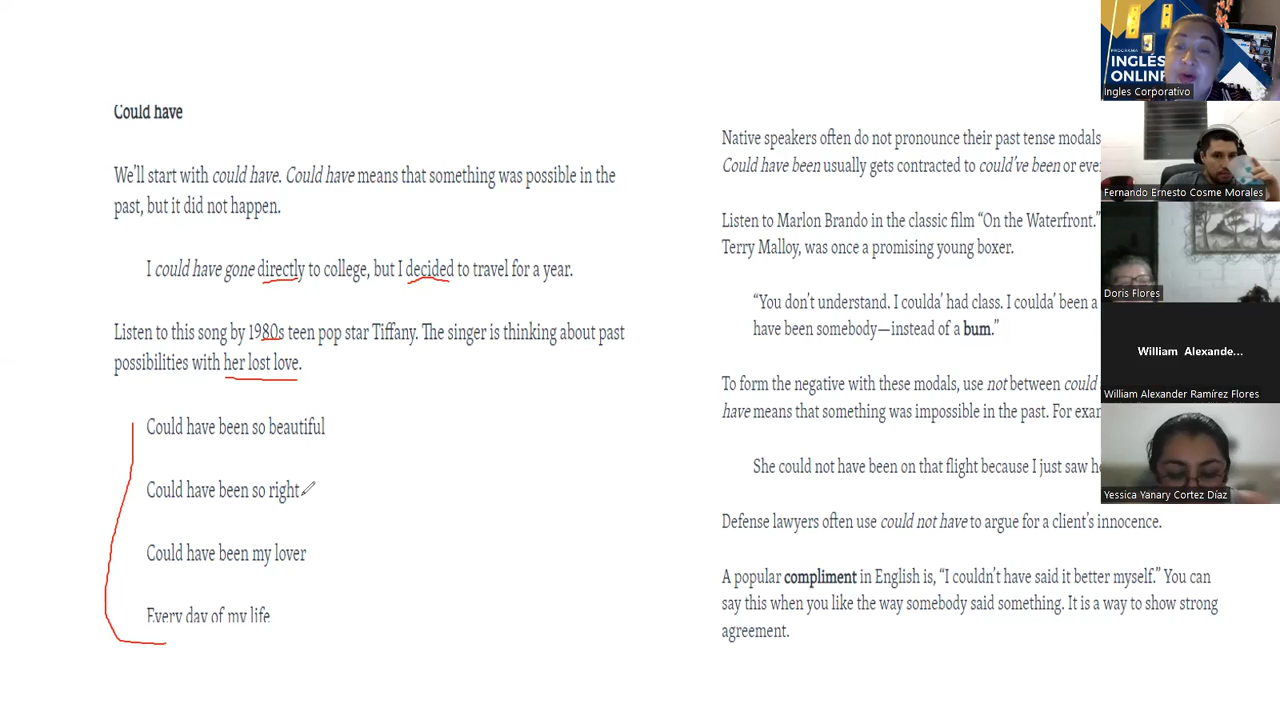 Could have
We'll start with could have. Could have means that something was possible in the
past, but it did not happen.
I could have gone directly to college, but I decided to travel for a year.
Listen to this song by 1980s teen pop star Tiffany. The singer is thinking about past
possibilities with her lost love.
Could have been so beautiful
Could have been so right
Could have been my lover
Every day of my life
Native speakers often do not pronounce their past tense modals
Could have been usually gets contracted to could've been or
Listen to Marlon Brando in the classic film “On the Waterfront.”
Terry Malloy, was once a promising young boxer.
“You don't understand. I coulda' had class. I coulda' been a
have been somebody—instead of a bum.”
To form the negative with these modals, use not between could
have means that something was impossible in the past. For
She could not have been on that flight because I just saw
Defense lawyers often use could not have to argue for a client's innocence.
A popular compliment in English is, “I couldn't have said it better myself.” You can
say this when you like the way somebody said something. It is a way to show strong
agreement.
INGLÉS
ONLINE
Ingles Corporativo
Fernando Ernesto Cosme Morales
Doris Flores
William Alexande...
William Alexander Ramírez Flores
Yessica Yanary Cortez Díaz